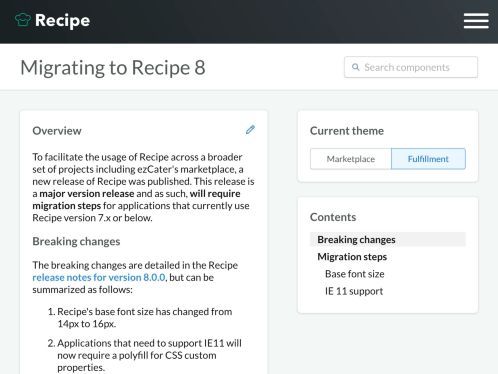 Recipe
Migrating to Recipe 8
Search components
Overview
To facilitate the usage of Recipe across a broader
set of projects including ezCater's marketplace, a
new release of Recipe was published. This release is
a major version release and as such, will require
migration steps for applications that currently use
Recipe version 7.x or below.
Breaking changes
The breaking changes are detailed in the Recipe
release notes for version 8.0.0, but can be
summarized as follows:
1. Recipe's base font size has changed from
14px to 16px.
2. Applications that need to support IE11 will
now require a polyfill for CSS custom
properties.
Current theme
Marketplace
Fulfillment
Contents
Breaking changes
Migration steps
Base font size
IE 11 support